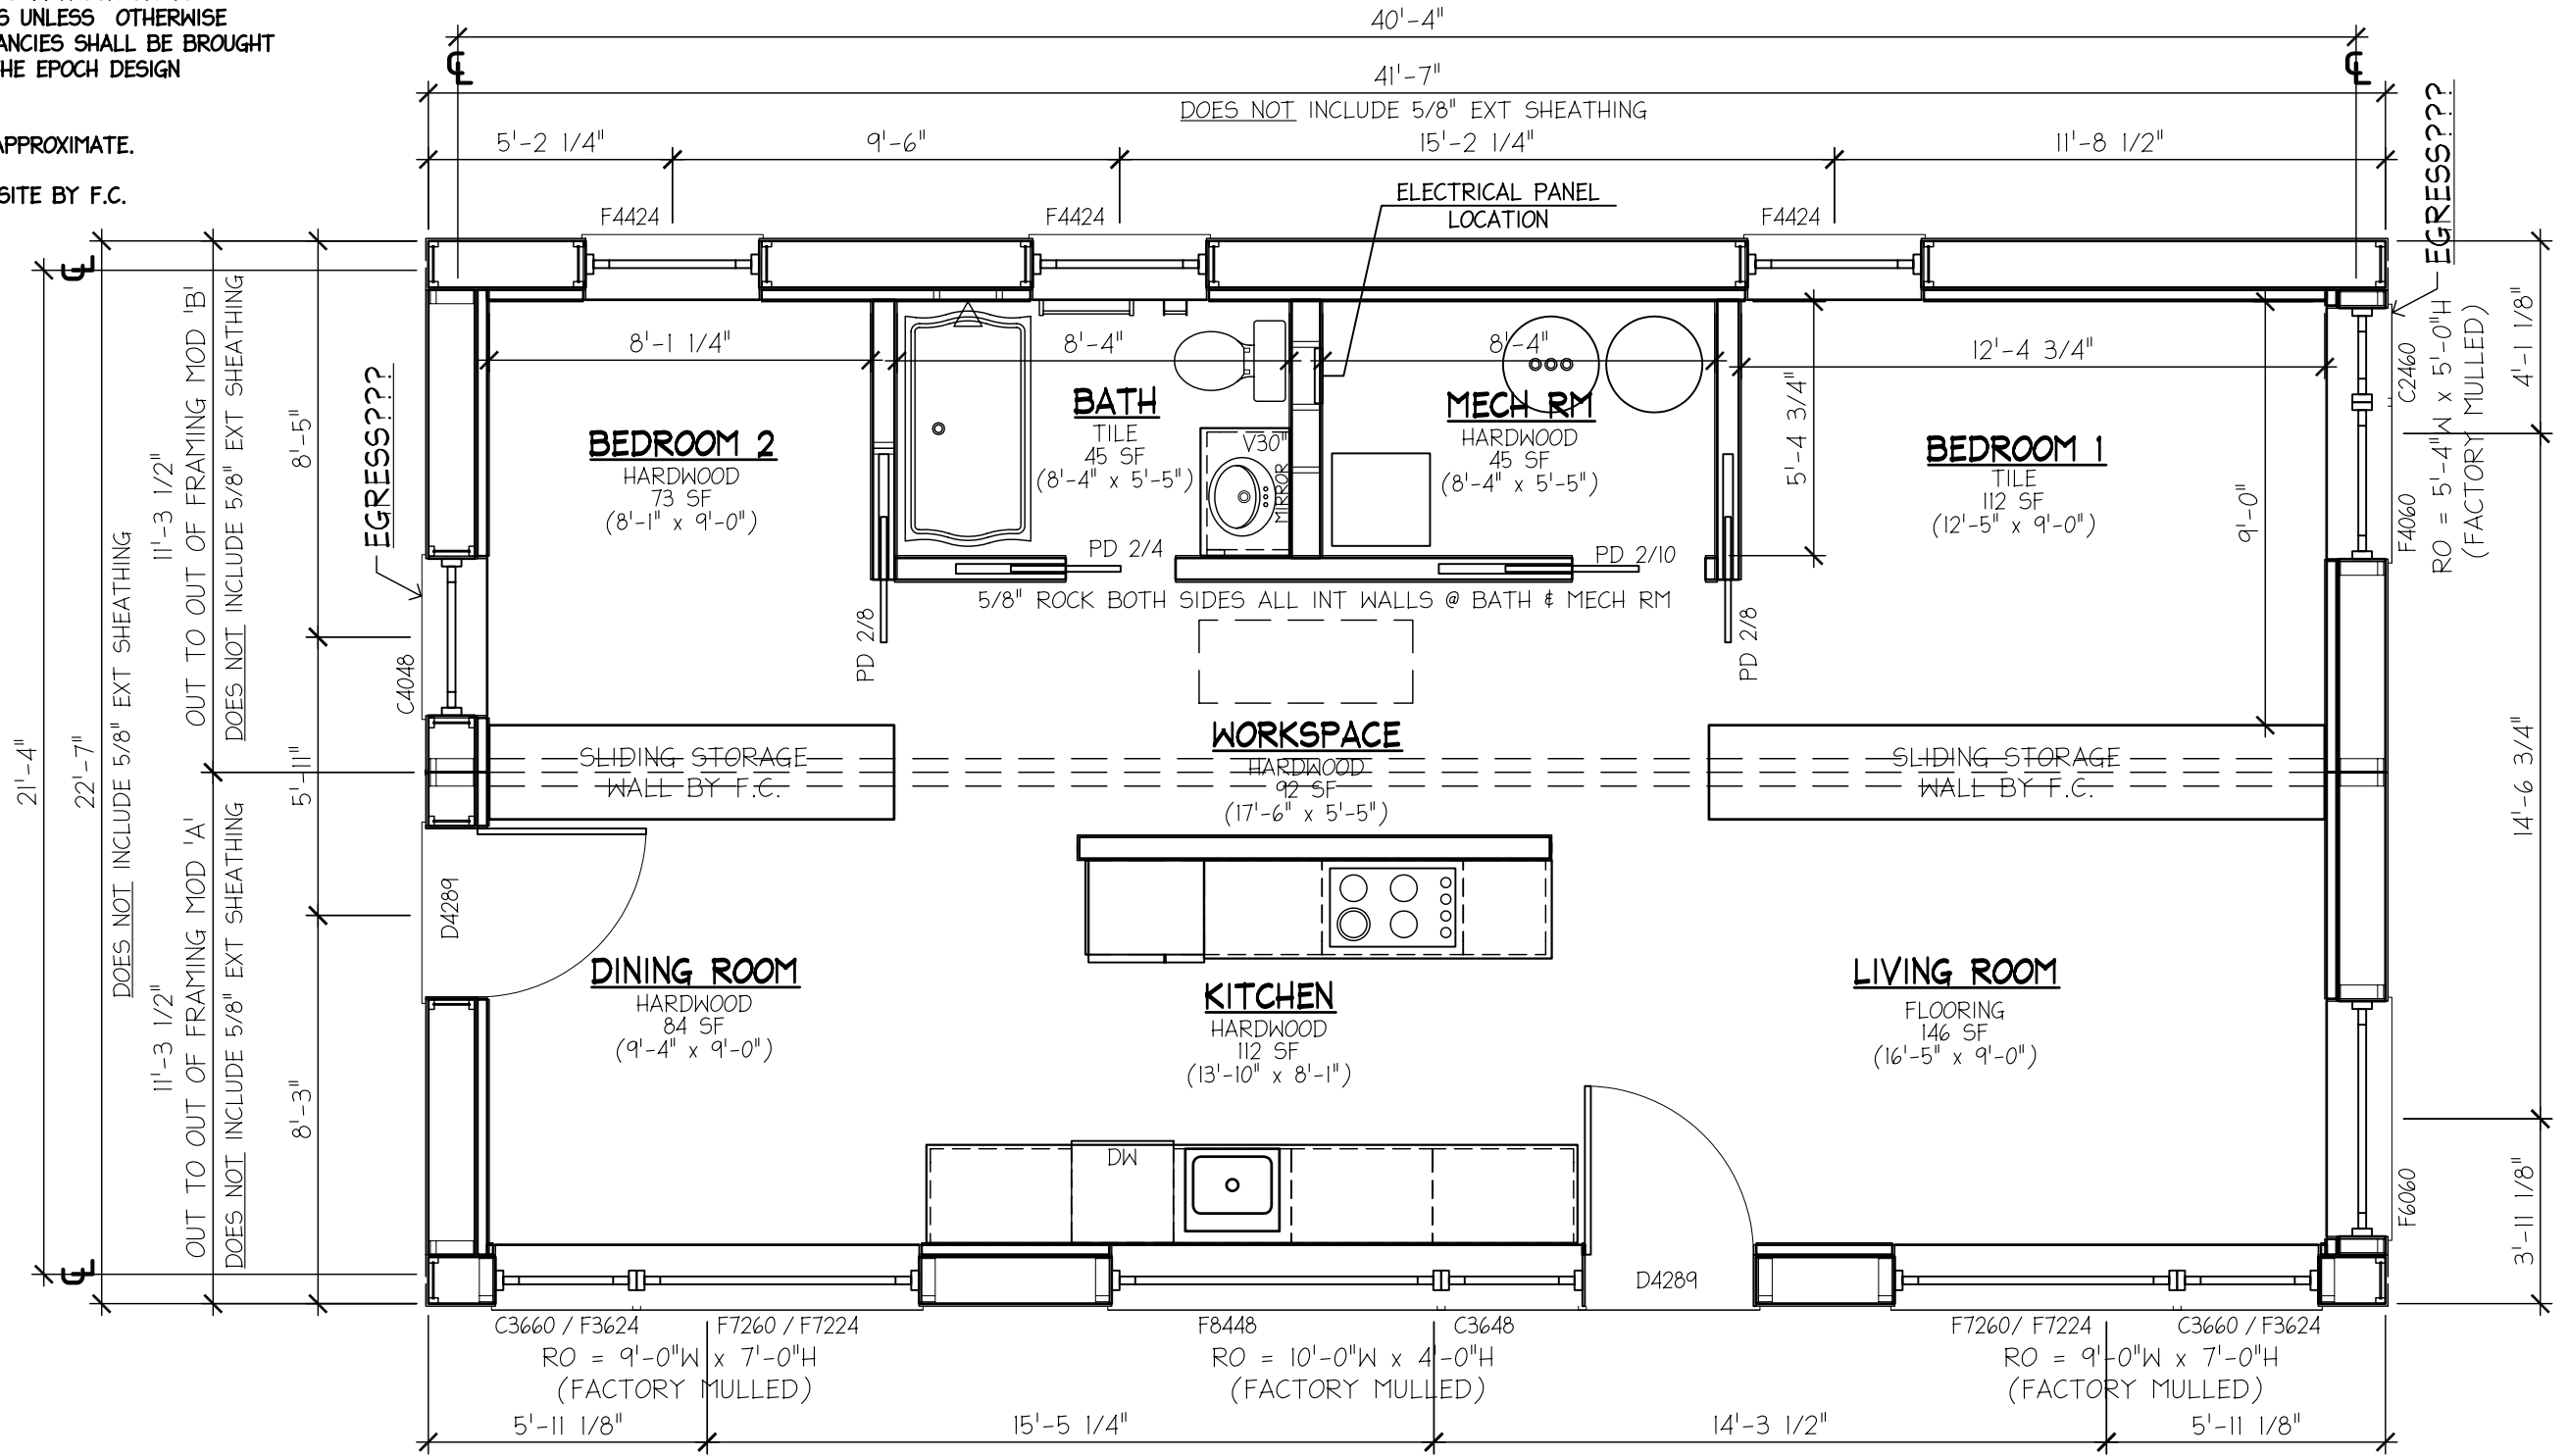 S UNLESS OTHERWISE
ANCIES SHALL BE BROUGHT
HE EPOCH DESIGN
APPROXIMATE.
SITE BY F.C.
40'-4"
℄
℄
41'-7"
DOES NOT INCLUDE 5/8" EXT SHEATHING
5'-2 1/4"
9'-6"
15'-2 1/4"
11'-8 1/2"
ELECTRICAL PANEL
LOCATION
F4424
F4424
F4424
EGRESS???
℄
21'-4"
22'-7"
DOES NOT INCLUDE 5/8" EXT SHEATHING
11'-3 1/2"
OUT TO OUT OF FRAMING MOD 'B'
DOES NOT INCLUDE 5/8" EXT SHEATHING
11'-3 1/2"
OUT TO OUT OF FRAMING MOD 'A'
DOES NOT INCLUDE 5/8" EXT SHEATHING
8'-5"
5'-11"
8'-3"
℄
EGRESS???
C4048
D4289
8'-1 1/4"
8'-4"
8'-4"
12'-4 3/4"
BEDROOM 2
HARDWOOD
73 SF
(8'-1" x 9'-0")
BATH
TILE
45 SF
(8'-4" x 5'-5")
V30"
MIRROR
MECH RM
HARDWOOD
45 SF
(8'-4" x 5'-5")
5'-4 3/4"
BEDROOM 1
TILE
112 SF
(12'-5" x 9'-0")
9'-0"
C2460
F4060
RO = 5'-4"W x 5'-0"H
(FACTORY MULLED)
4'-1 1/8"
14'-6 3/4"
3'-11 1/8"
PD 2/4
PD 2/10
5/8" ROCK BOTH SIDES ALL INT WALLS @ BATH & MECH RM
PD 2/8
PD 2/8
SLIDING STORAGE
WALL BY F.C.
WORKSPACE
HARDWOOD
92 SF
(17'-6" x 5'-5")
SLIDING STORAGE
WALL BY F.C.
DINING ROOM
HARDWOOD
84 SF
(9'-4" x 9'-0")
KITCHEN
HARDWOOD
112 SF
(13'-10" x 8'-1")
LIVING ROOM
FLOORING
146 SF
(16'-5" x 9'-0")
DW
D4289
F6060
C3660 / F3624
F7260 / F7224
RO = 9'-0"W x 7'-0"H
(FACTORY MULLED)
F8448
C3648
RO = 10'-0"W x 4'-0"H
(FACTORY MULLED)
F7260/ F7224
C3660 / F3624
RO = 9'-0"W x 7'-0"H
(FACTORY MULLED)
5'-11 1/8"
15'-5 1/4"
14'-3 1/2"
5'-11 1/8"